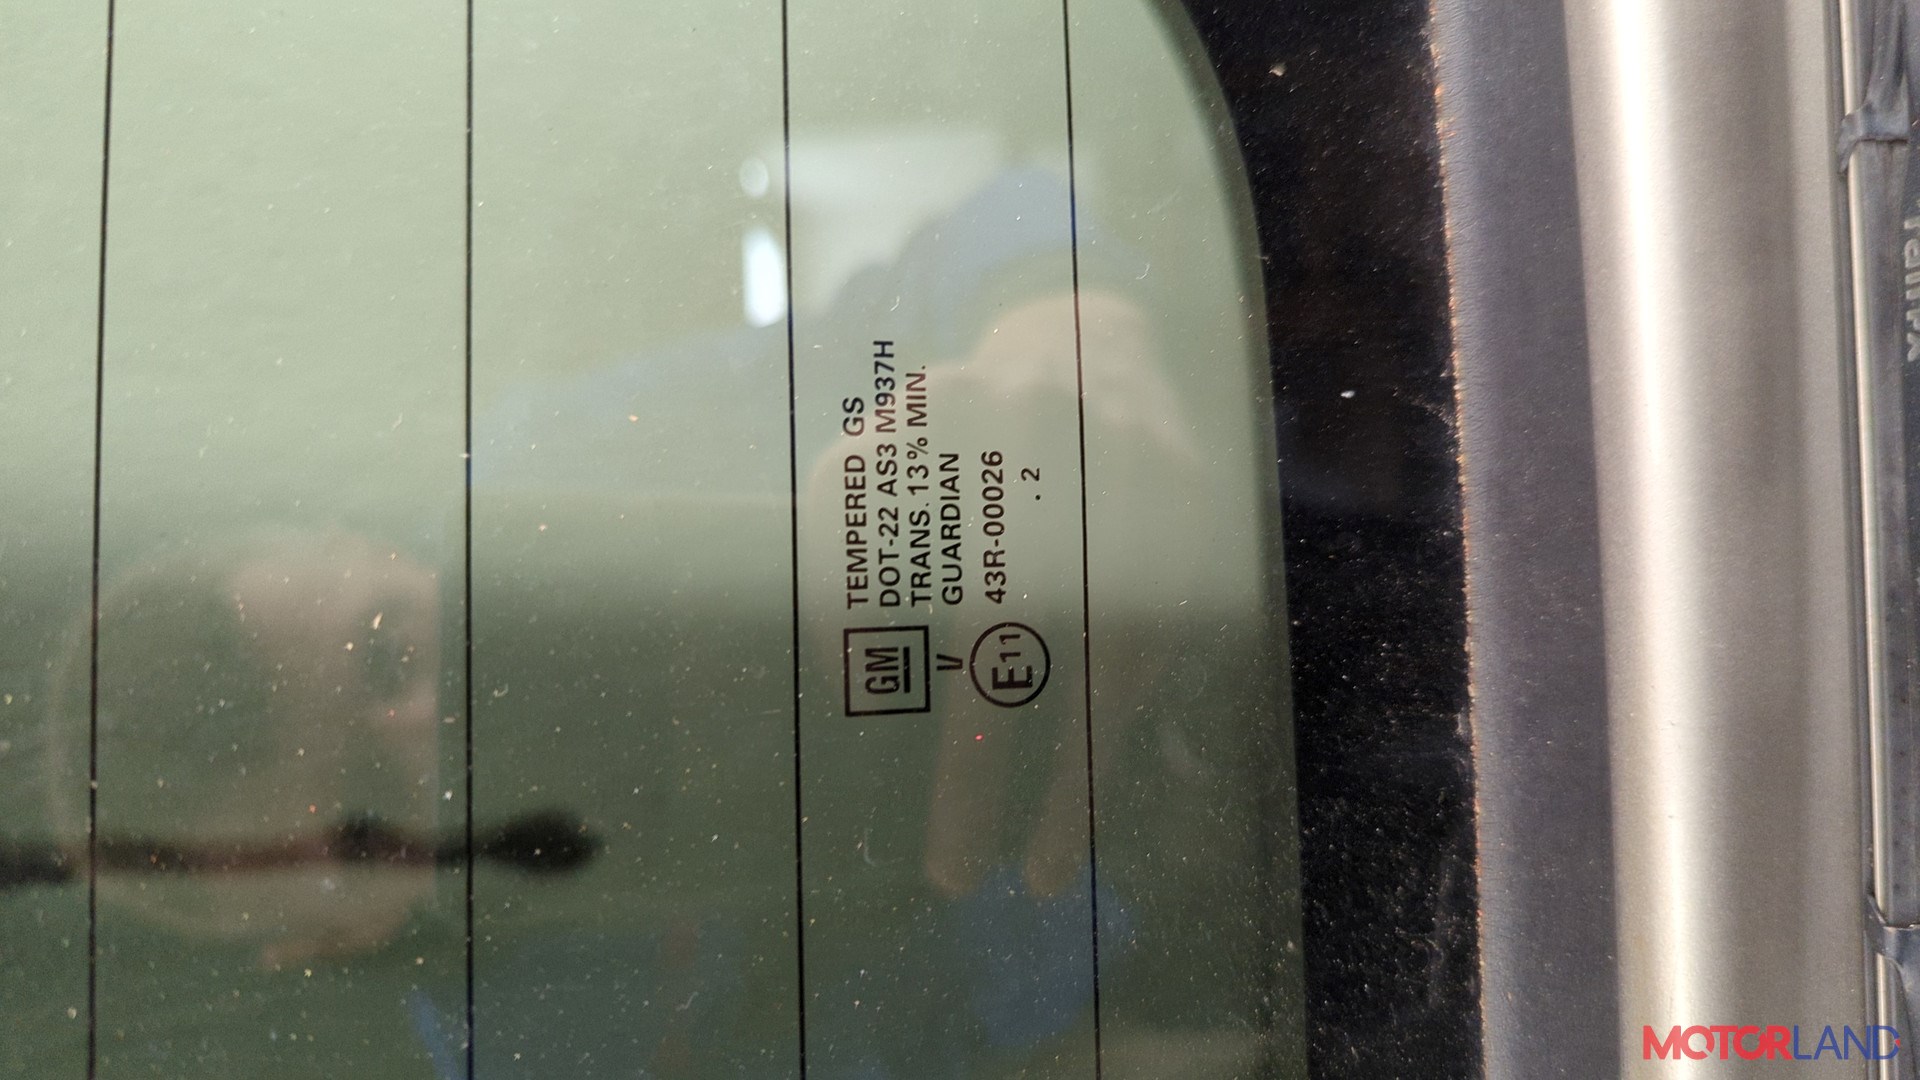 TEMPERED GS
DOT-22 AS3 M937H
TRANS. 13% MIN.
GUARDIAN
GM
V
E11 43R-00026
. 2
MOTORLAND